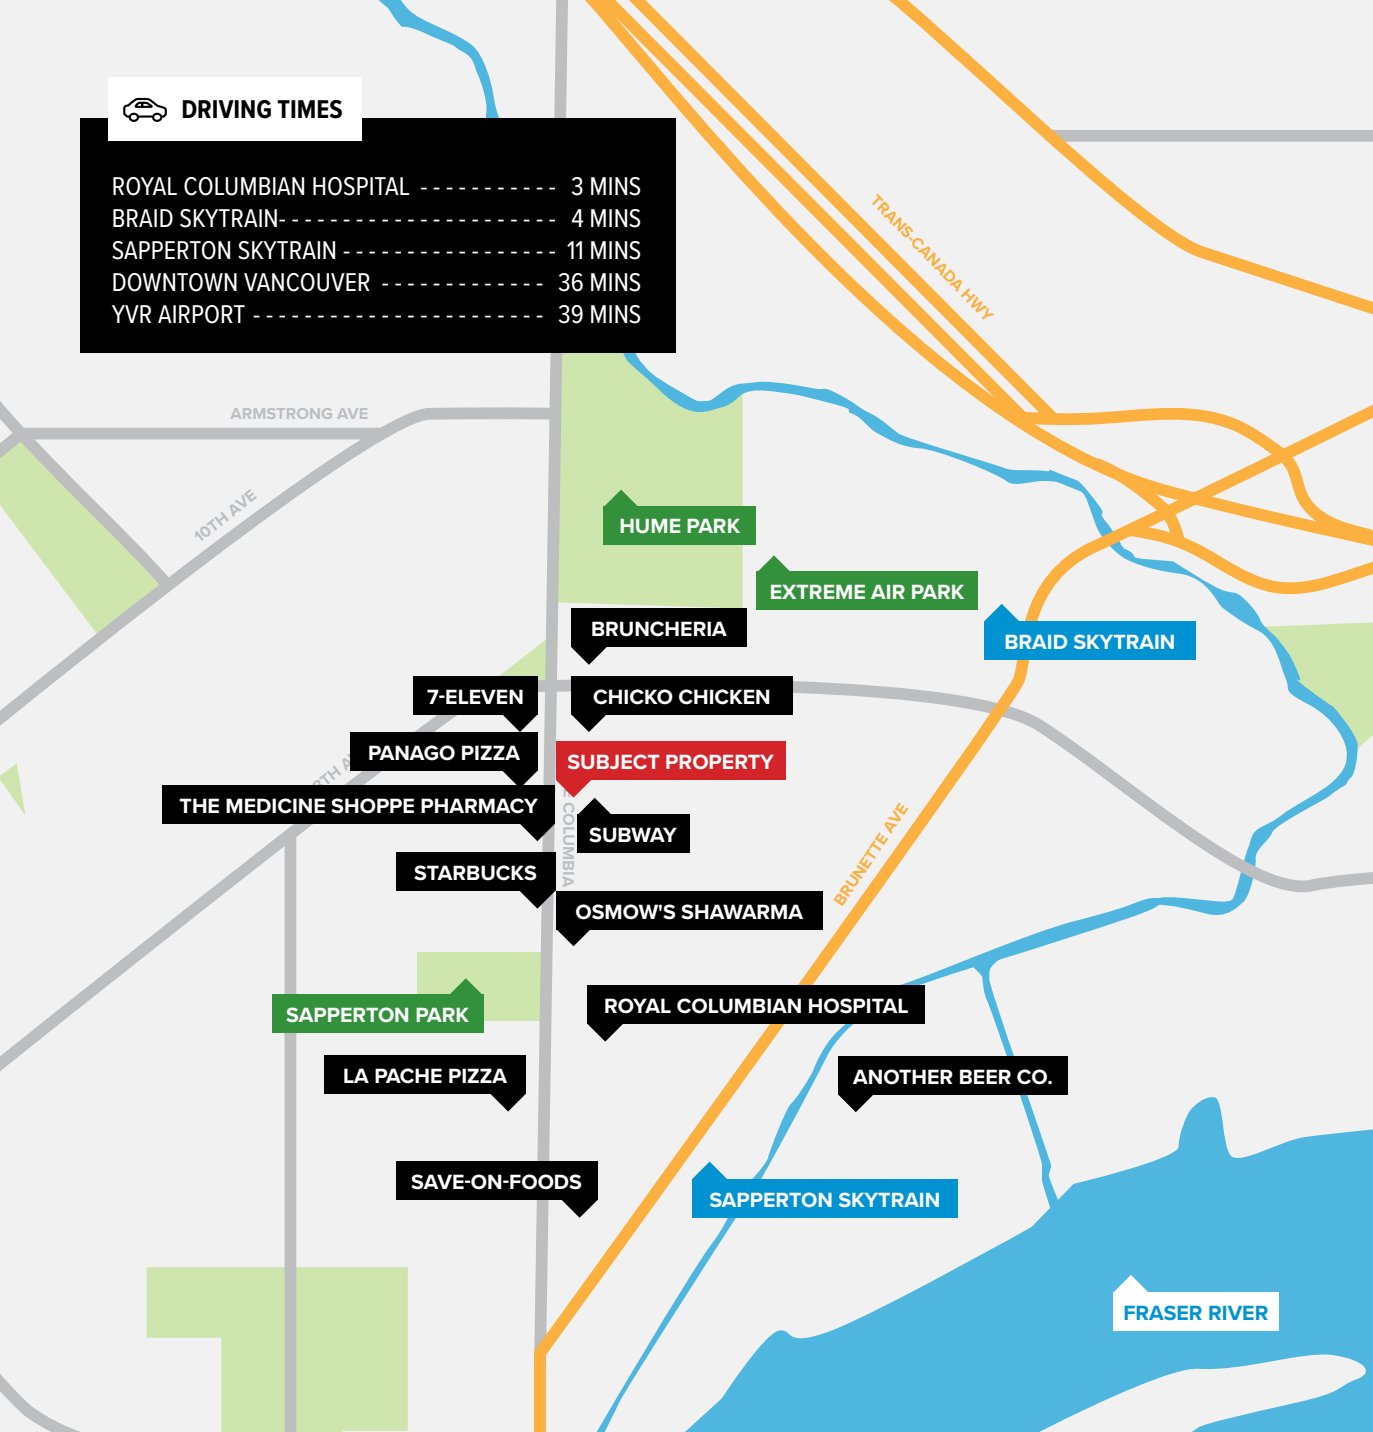 DRIVING TIMES
ROYAL COLUMBIAN HOSPITAL - - - - - - - - - - - 3 MINS
BRAID SKYTRAIN- - - - - - - - - - - - - - - - - - - - - - 4 MINS
SAPPERTON SKYTRAIN - - - - - - - - - - - - - - - - - 11 MINS
DOWNTOWN VANCOUVER - - - - - - - - - - - - - 36 MINS
YVR AIRPORT - - - - - - - - - - - - - - - - - - - - - - - 39 MINS
TRANS-CANADA HWY
ARMSTRONG AVE
10TH AVE
HUME PARK
EXTREME AIR PARK
BRUNCHERIA
BRAID SKYTRAIN
7-ELEVEN
CHICKO CHICKEN
PANAGO PIZZA
SUBJECT PROPERTY
THE MEDICINE SHOPPE PHARMACY
E COLUMBIA
SUBWAY
BRUNETTE AVE
STARBUCKS
OSMOW'S SHAWARMA
ROYAL COLUMBIAN HOSPITAL
SAPPERTON PARK
LA PACHE PIZZA
ANOTHER BEER CO.
SAVE-ON-FOODS
SAPPERTON SKYTRAIN
FRASER RIVER